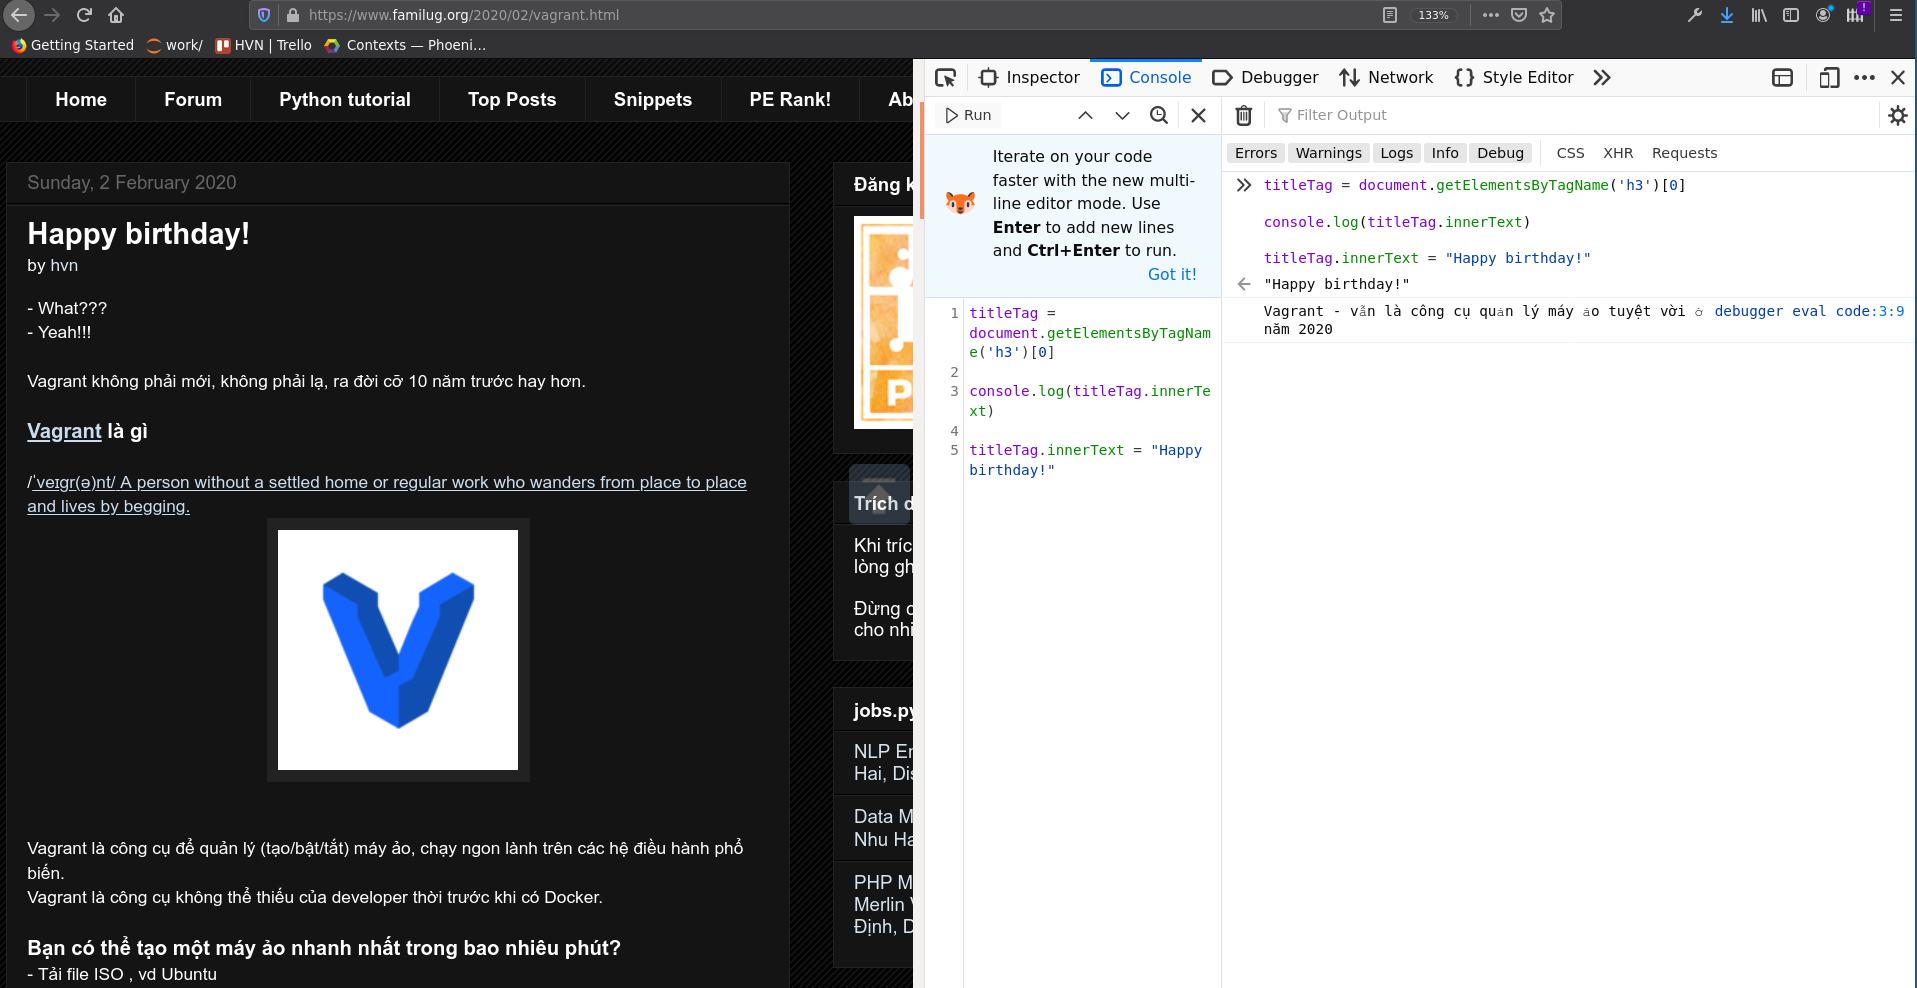 https://www.familug.org/2020/02/vagrant.html
133%
Getting Started
work/
HVN | Trello
Contexts — Phoeni…
Home
Forum
Python tutorial
Top Posts
Snippets
PE Rank!
Ab
Sunday, 2 February 2020
Happy birthday!
by hvn
- What???
- Yeah!!!
Vagrant không phải mới, không phải lạ, ra đời cỡ 10 năm trước hay hơn.
Vagrant là gì
/ˈveɪɡr(ə)nt/ A person without a settled home or regular work who wanders from place to place
and lives by begging.
Vagrant là công cụ để quản lý (tạo/bật/tắt) máy ảo, chạy ngon lành trên các hệ điều hành phổ
biến.
Vagrant là công cụ không thể thiếu của developer thời trước khi có Docker.
Bạn có thể tạo một máy ảo nhanh nhất trong bao nhiêu phút?
- Tải file ISO , vd Ubuntu
Đăng k
P
Trích d
Khi tríc
lòng gh
Đừng c
cho nhi
jobs.py
NLP En
Hai, Dis
Data M
Nhu Ha
PHP M
Merlin V
Định, D
Inspector
Console
Debugger
Network
Style Editor
Run
Iterate on your code
faster with the new multi-
line editor mode. Use
Enter to add new lines
and Ctrl+Enter to run.
Got it!
1 titleTag =
document.getElementsByTagNam
e('h3')[0]
2
3 console.log(titleTag.innerTe
xt)
4
5 titleTag.innerText = "Happy
birthday!"
Filter Output
Errors
Warnings
Logs
Info
Debug
CSS
XHR
Requests
titleTag = document.getElementsByTagName('h3')[0]
console.log(titleTag.innerText)
titleTag.innerText = "Happy birthday!"
"Happy birthday!"
Vagrant - vẫn là công cụ quản lý máy ảo tuyệt vời ở debugger eval code:3:9
năm 2020